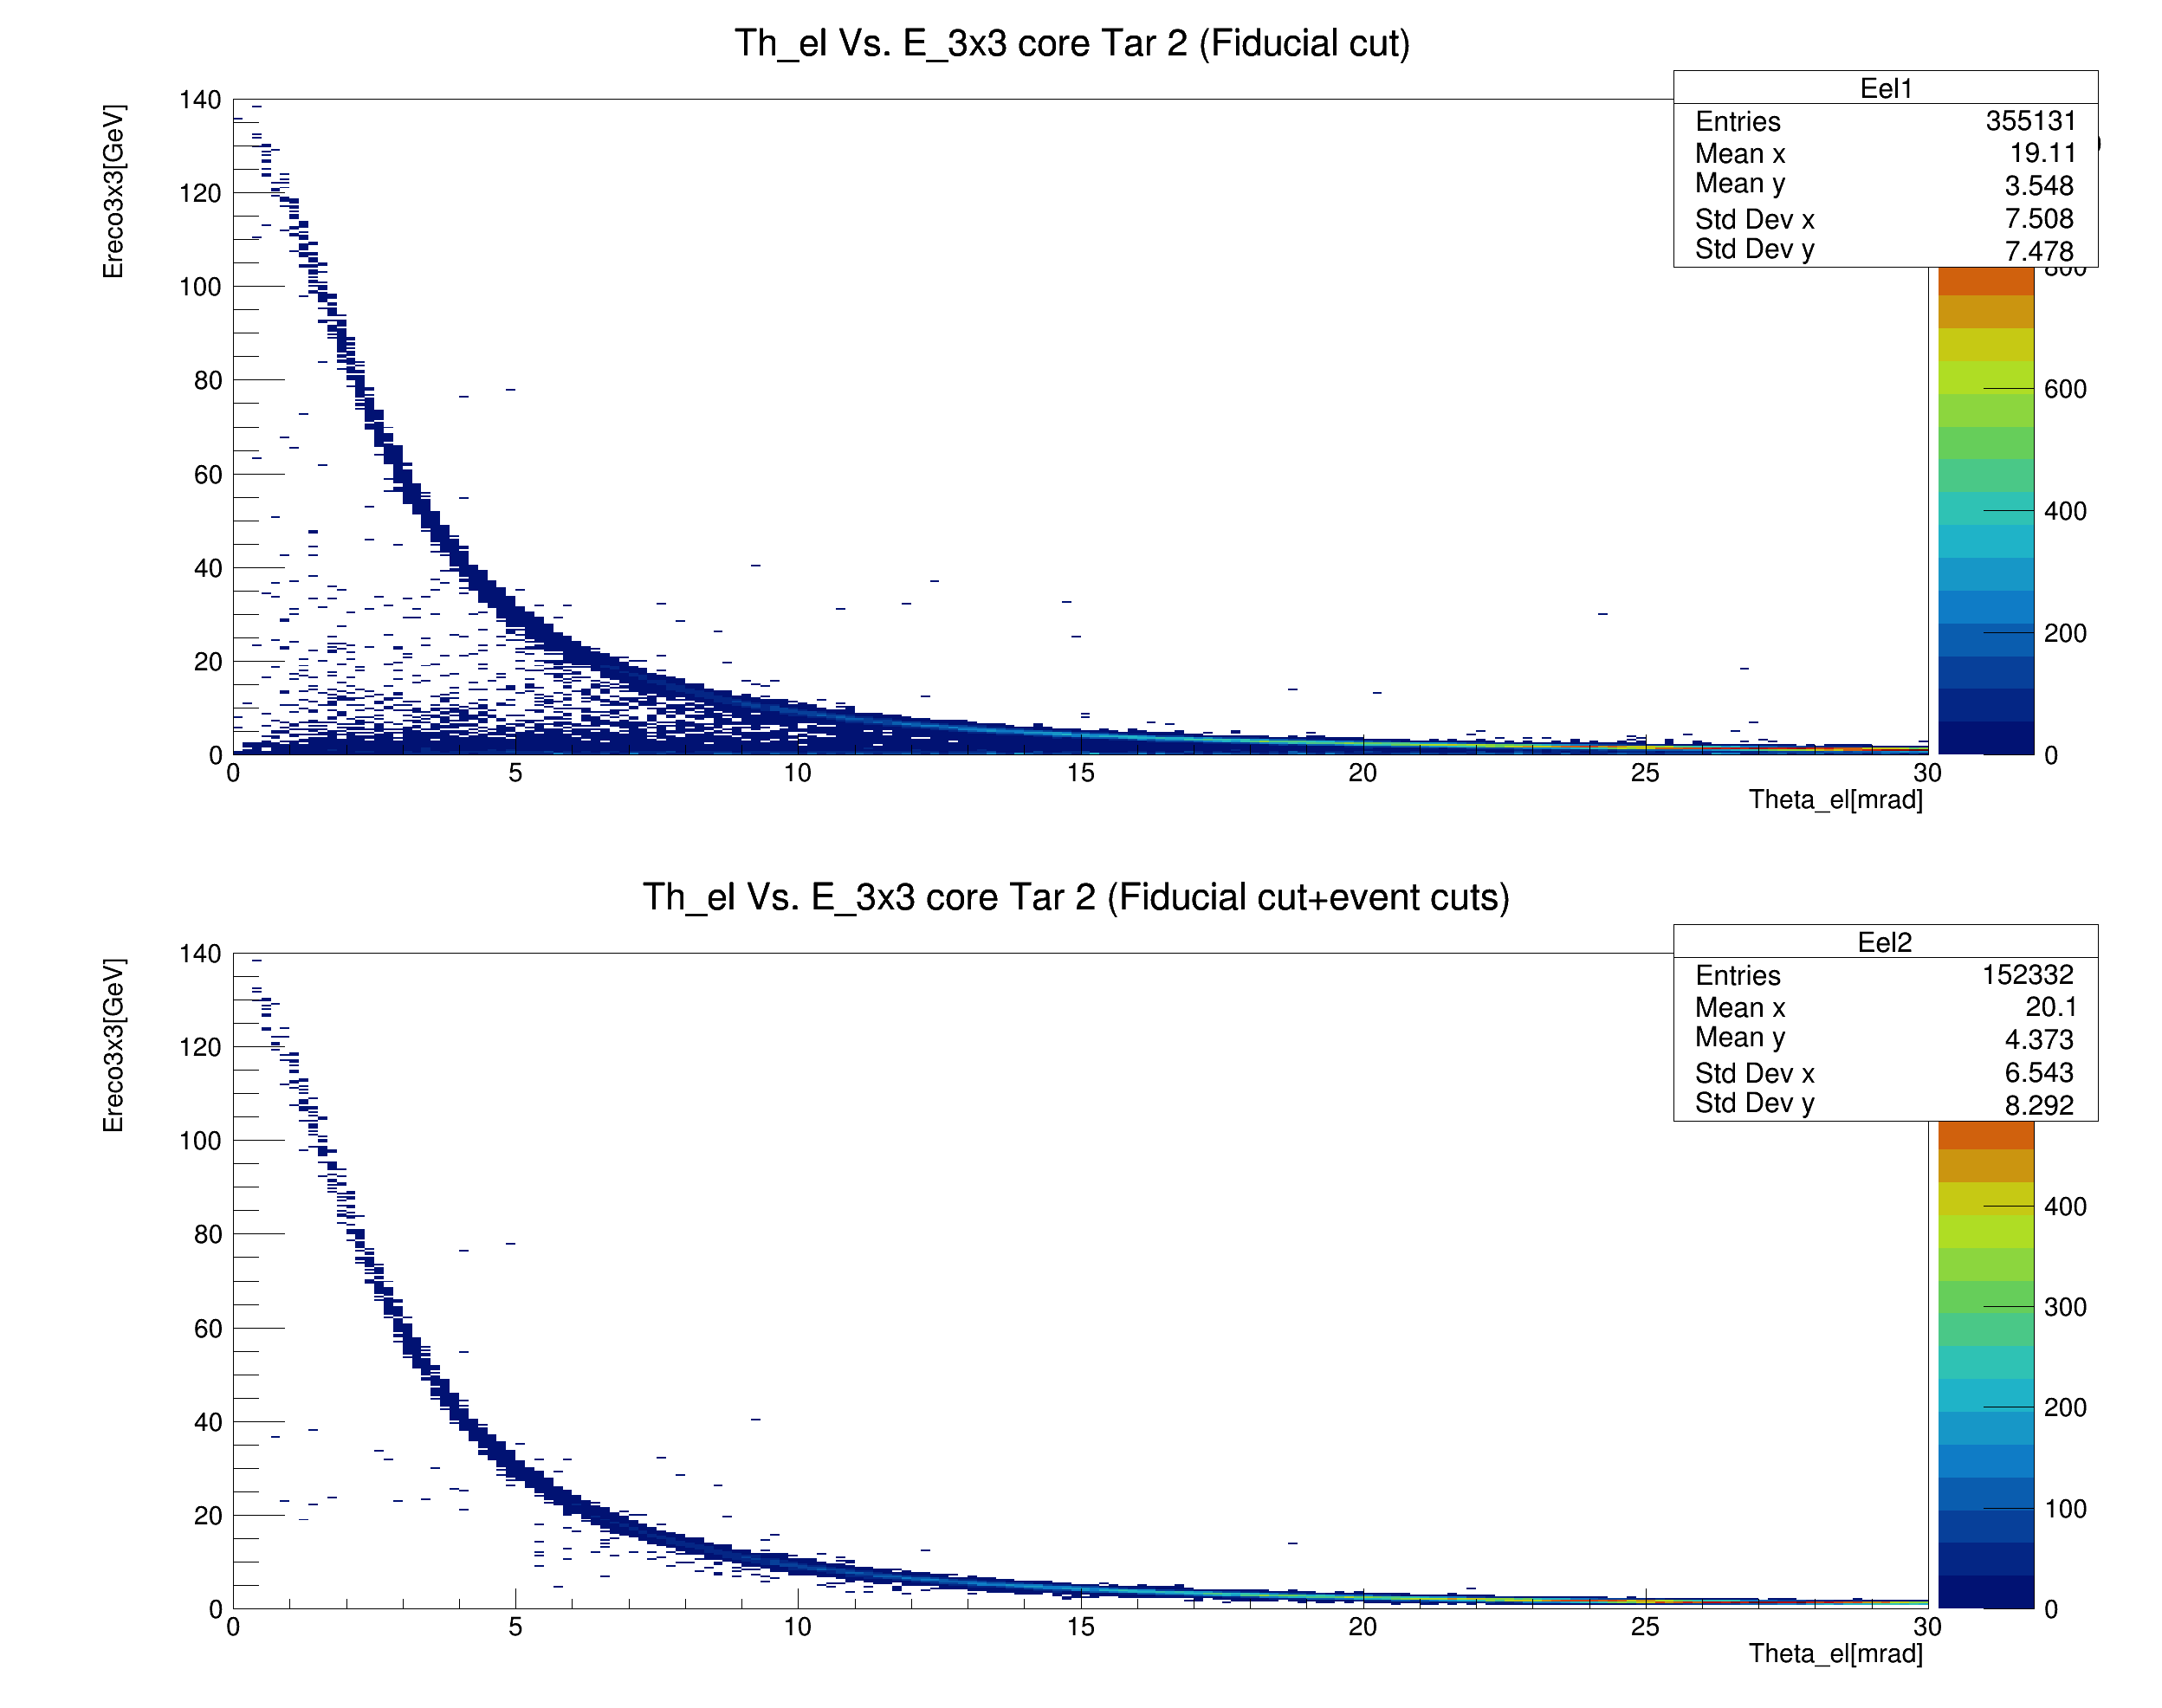 Th_el Vs. E_3x3 core Tar 2 (Fiducial cut)
Eel1
Entries 355131
Mean x 19.11
Mean y 3.548
Std Dev x 7.508
Std Dev y 7.478
Ereco3x3[GeV]
140
120
100
80
60
40
20
0
0 5 10 15 20 25 30
Theta_el[mrad]
800
600
400
200
0
Th_el Vs. E_3x3 core Tar 2 (Fiducial cut+event cuts)
Eel2
Entries 152332
Mean x 20.1
Mean y 4.373
Std Dev x 6.543
Std Dev y 8.292
Ereco3x3[GeV]
140
120
100
80
60
40
20
0
0 5 10 15 20 25 30
Theta_el[mrad]
400
300
200
100
0